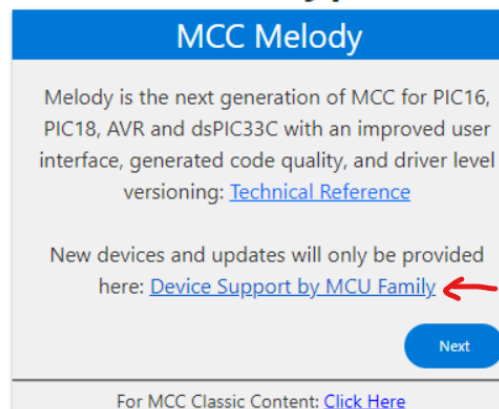 MCC Melody
Melody is the next generation of MCC for PIC16,
PIC18, AVR and dsPIC33C with an improved user
interface, generated code quality, and driver level
versioning: Technical Reference
New devices and updates will only be provided
here: Device Support by MCU Family
Next
For MCC Classic Content: Click Here